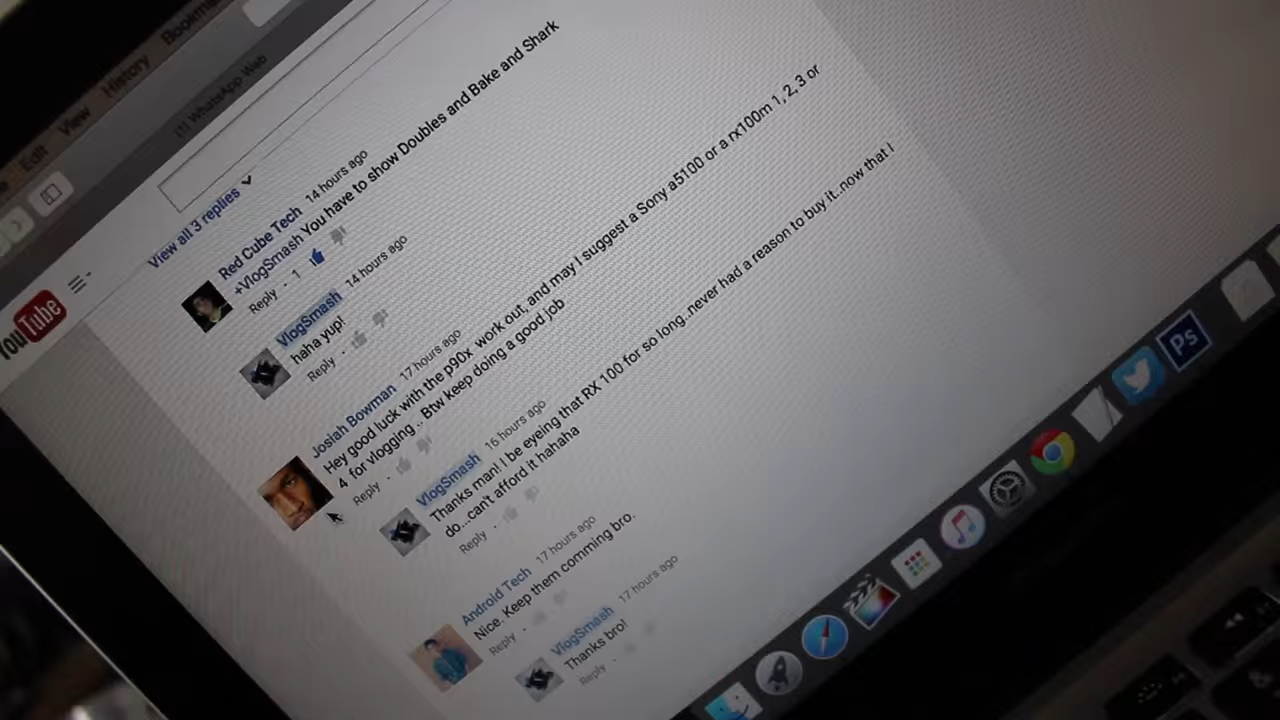 Edit View History Bookma
(1) WhatsApp Web
YouTube
View all 3 replies
Red Cube Tech 14 hours ago
+VlogSmash You have to show Doubles and Bake and Shark
Reply · 1
VlogSmash 14 hours ago
haha yup!
Reply ·
Josiah Bowman 17 hours ago
Hey good luck with the p90x work out, and may I suggest a Sony a5100 or a rx100m 1, 2, 3 or
4 for vlogging.. Btw keep doing a good job
Reply ·
VlogSmash 16 hours ago
Thanks man! I be eyeing that RX 100 for so long..never had a reason to buy it..now that I
do...can't afford it hahaha
Reply ·
Android Tech 17 hours ago
Nice. Keep them comming bro.
Reply ·
VlogSmash 17 hours ago
Thanks bro!
Reply ·
Ps